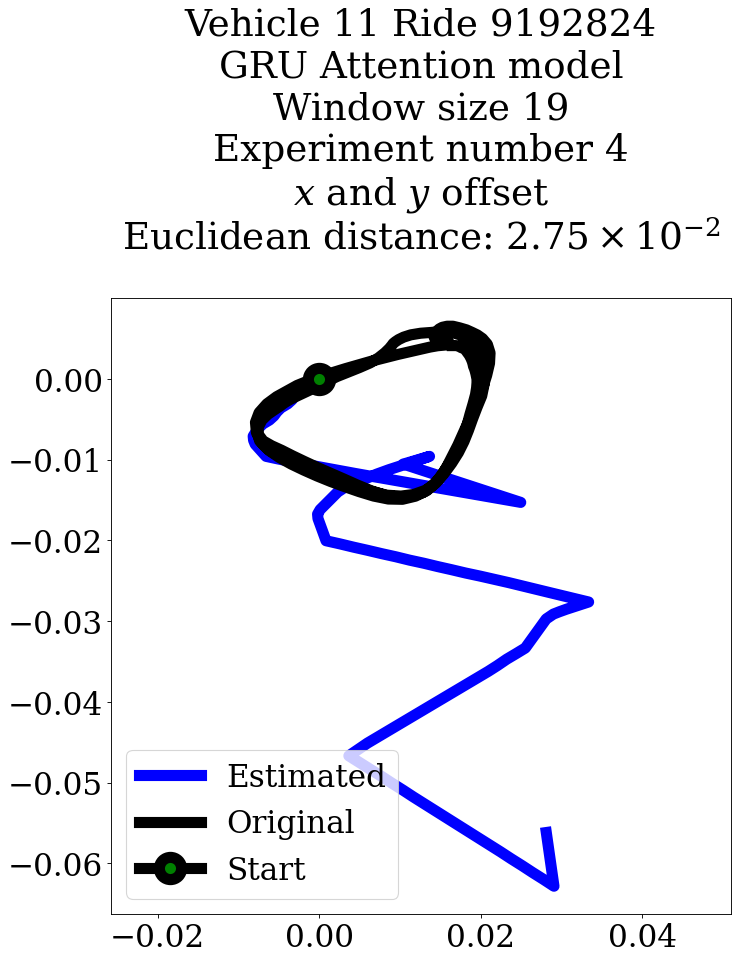 Vehicle 11 Ride 9192824
GRU Attention model
Window size 19
Experiment number 4
x and y offset
Euclidean distance: 2.75 × 10⁻²
0.00
−0.01
−0.02
−0.03
−0.04
−0.05
−0.06
Estimated
Original
Start
−0.02 0.00 0.02 0.04